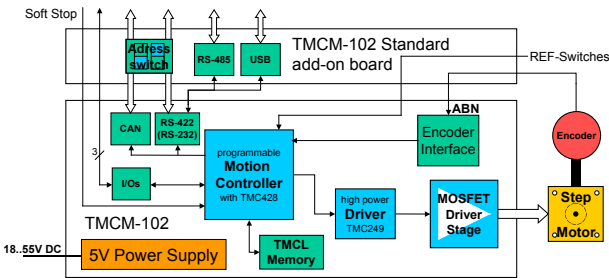 Soft Stop
Adress
switch
RS-485
USB
TMCM-102 Standard
add-on board
REF-Switches
CAN
RS-422
(RS-232)
ABN
Encoder
Interface
Encoder
programmable
Motion
Controller
with TMC428
3
I/Os
high power
Driver
TMC249
MOSFET
Driver
Stage
Step
Motor
TMCM-102
18..55V DC
5V Power Supply
TMCL
Memory